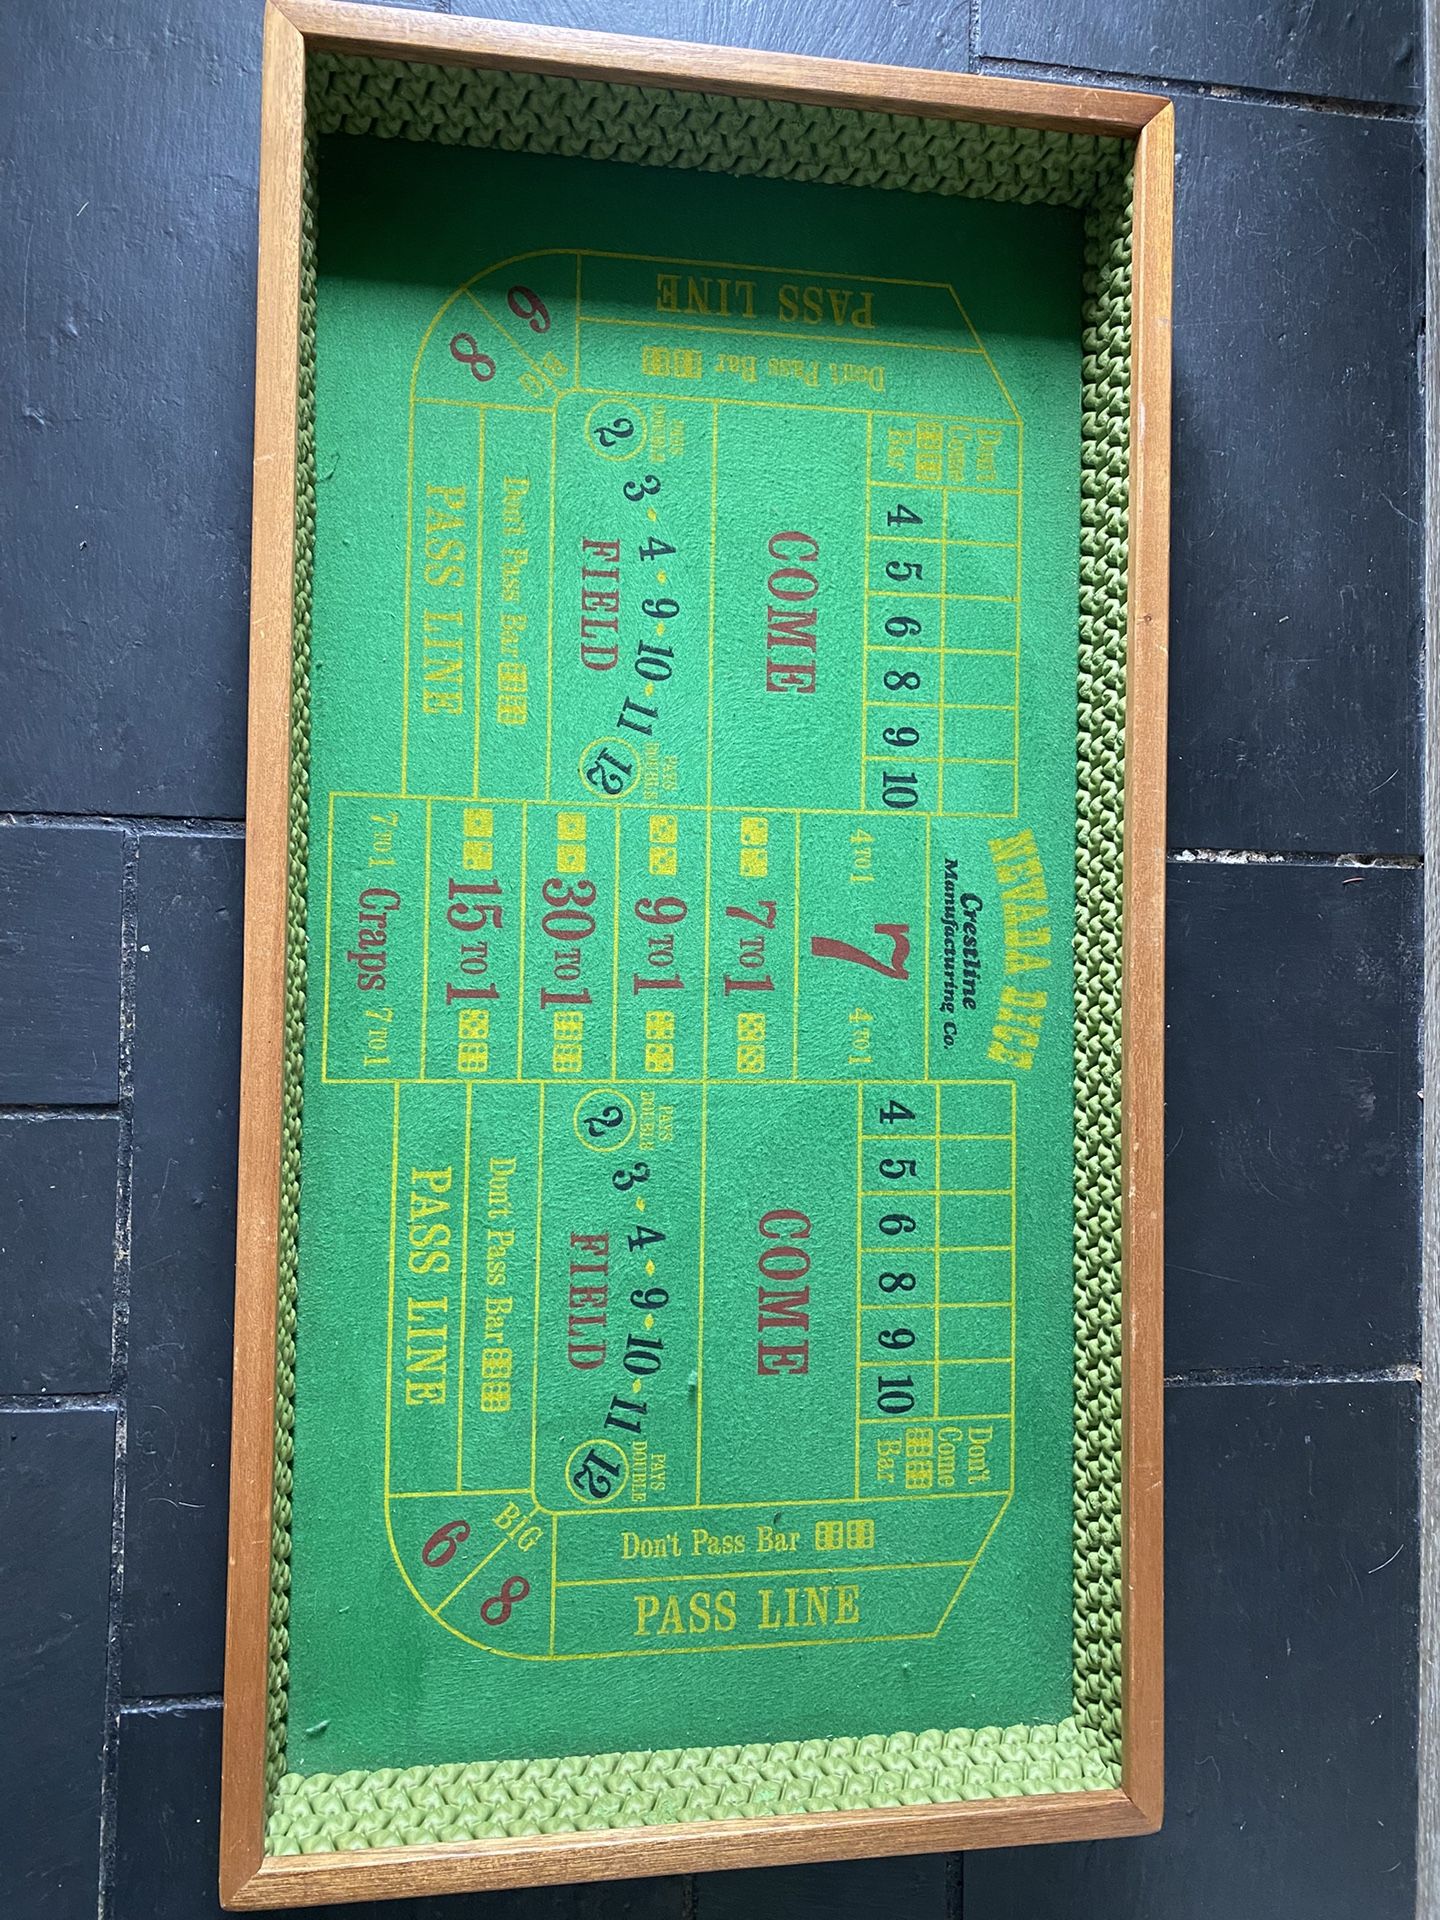 NEVADA DICE
Crestline
Manufacturing Co.
PASS LINE
Don't Pass Bar
6
8
BIG
Don't
Come
Bar
4 5 6 8 9 10
COME
PAYS
DOUBLE
2 3 4 9 10 11 12
PAYS
DOUBLE
FIELD
Don't Pass Bar
PASS LINE
4 TO 1 7 4 TO 1
7 TO 1
9 TO 1
30 TO 1
15 TO 1
7 TO 1 Craps 7 TO 1
4 5 6 8 9 10
Don't
Come
Bar
COME
PAYS
DOUBLE
2 3 4 9 10 11 12
PAYS
DOUBLE
FIELD
Don't Pass Bar
PASS LINE
BIG
6
8
Don't Pass Bar
PASS LINE